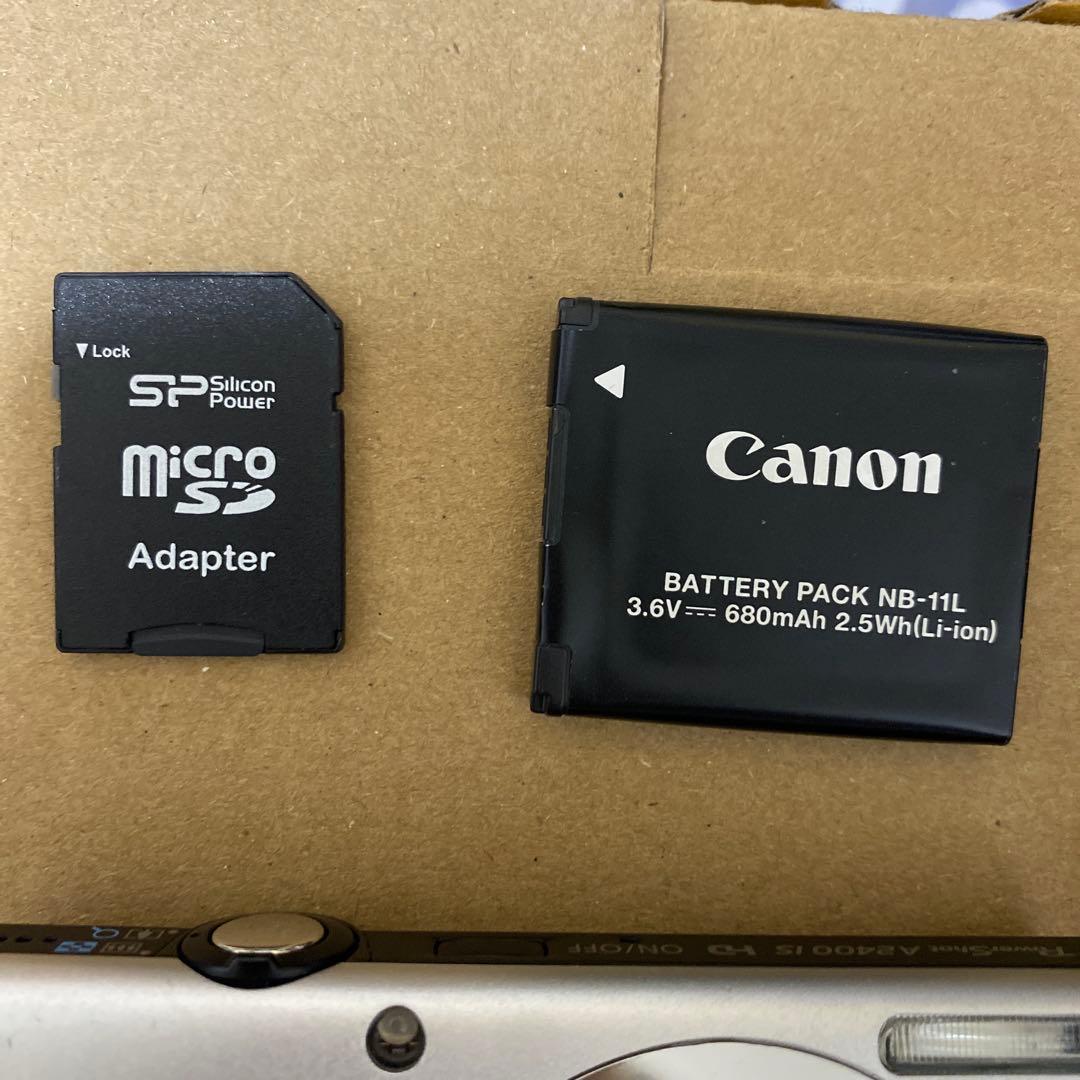 Lock
SP Silicon Power
micro SD
Adapter
Canon
BATTERY PACK NB-11L
3.6V⎓680mAh 2.5Wh(Li-ion)
ON/OFF HD PowerShot A2400 IS